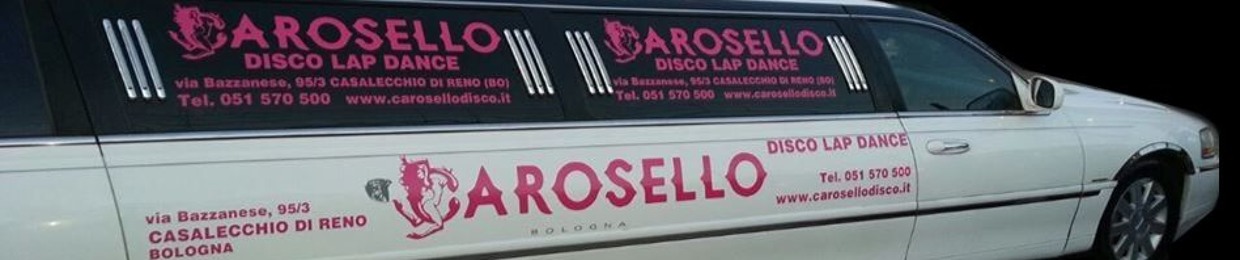 CAROSELLO
DISCO LAP DANCE
via Bazzanese, 95/3 CASALECCHIO DI RENO (BO)
Tel. 051 570 500 www.carosellodisco.it
CAROSELLO
DISCO LAP DANCE
via Bazzanese, 95/3 CASALECCHIO DI RENO (BO)
Tel. 051 570 500 www.carosellodisco.it
via Bazzanese, 95/3
CASALECCHIO DI RENO
BOLOGNA
CAROSELLO
BOLOGNA
DISCO LAP DANCE
Tel. 051 570 500
www.carosellodisco.it